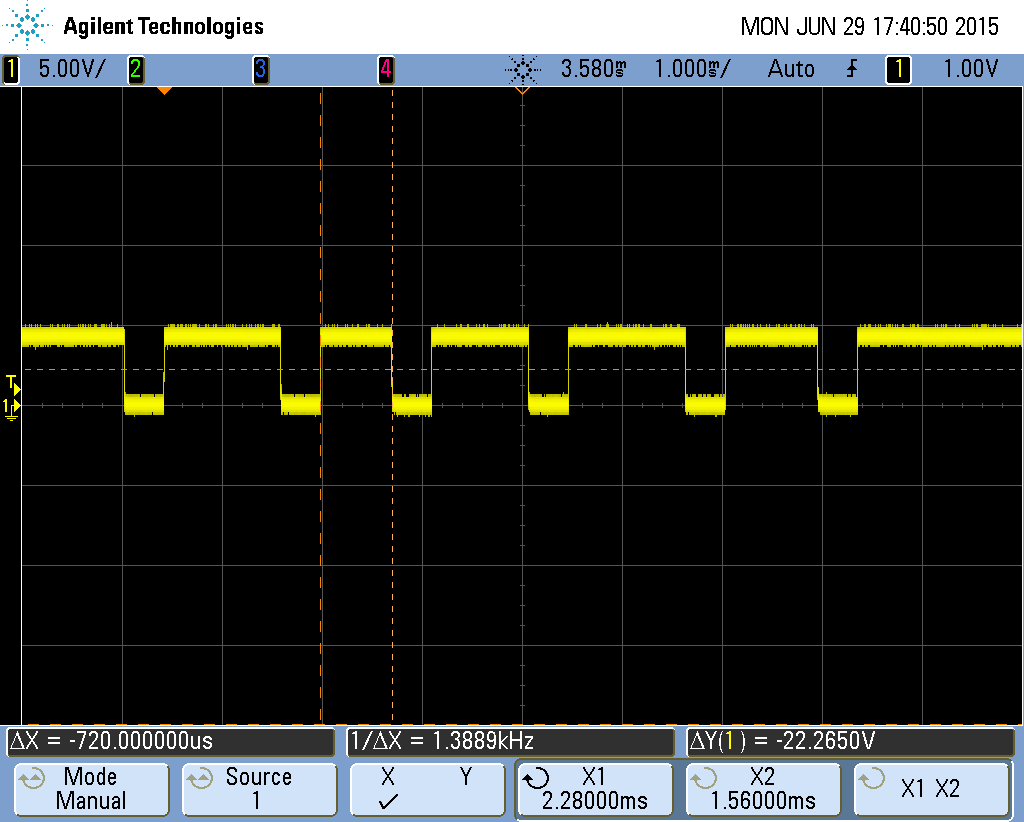 Agilent Technologies MON JUN 29 17:40:50 2015
1 5.00V/ 2 3 4 3.580ms 1.000ms/ Auto 1 1.00V
T
1
ΔX = -720.000000us 1/ΔX = 1.3889kHz ΔY(1) = -22.2650V
Mode Source X Y X1 X2 X1 X2
Manual 1 ✓ 2.28000ms 1.56000ms